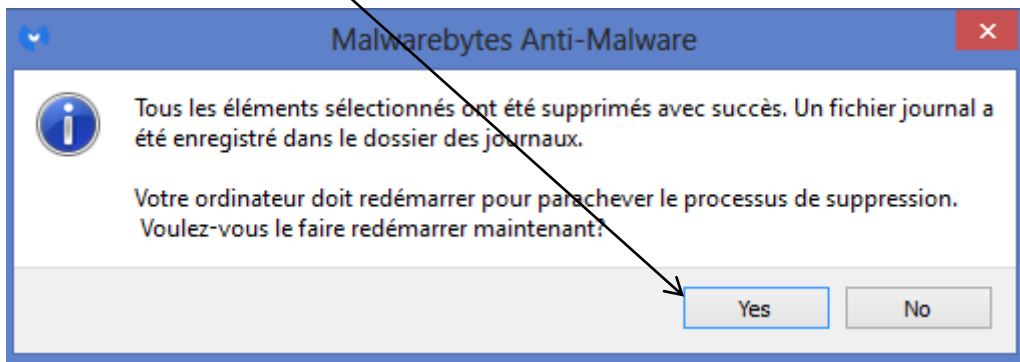 Malwarebytes Anti-Malware
Tous les éléments sélectionnés ont été supprimés avec succès. Un fichier journal a
été enregistré dans le dossier des journaux.
Votre ordinateur doit redémarrer pour parachever le processus de suppression.
Voulez-vous le faire redémarrer maintenant?
Yes
No